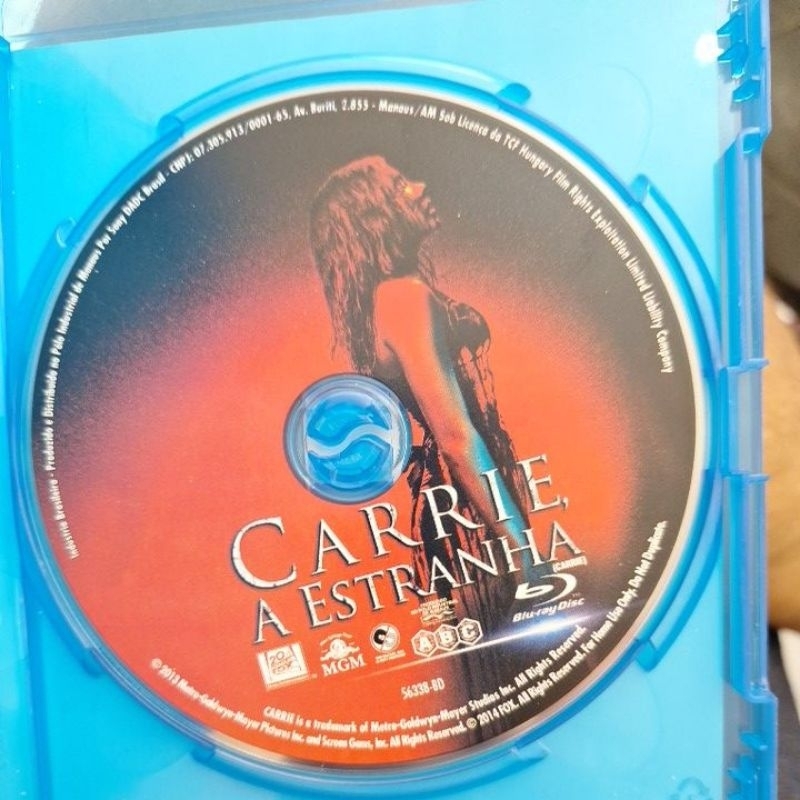 Indústria Brasileira - Produzido e Distribuído no Pólo Industrial de Manaus Por Sony DADC Brasil - CNPJ: 07.305.913/0001-65, Av. Buriti, 2.855 - Manaus/AM Sob Licença da TCF Hungary Film Rights Exploitation Limited Liability Company
CARRIE,
A ESTRANHA
(CARRIE)
Blu-ray Disc
20th
FOX
MGM
ABC
56338-BD
© 2013 Metro-Goldwyn-Mayer Pictures Inc. and Screen Gems, Inc. All Rights Reserved. © 2014 FOX. All Rights Reserved. For Home Use Only. Do Not Duplicate.
CARRIE is a trademark of Metro-Goldwyn-Mayer Studios Inc. All Rights Reserved.